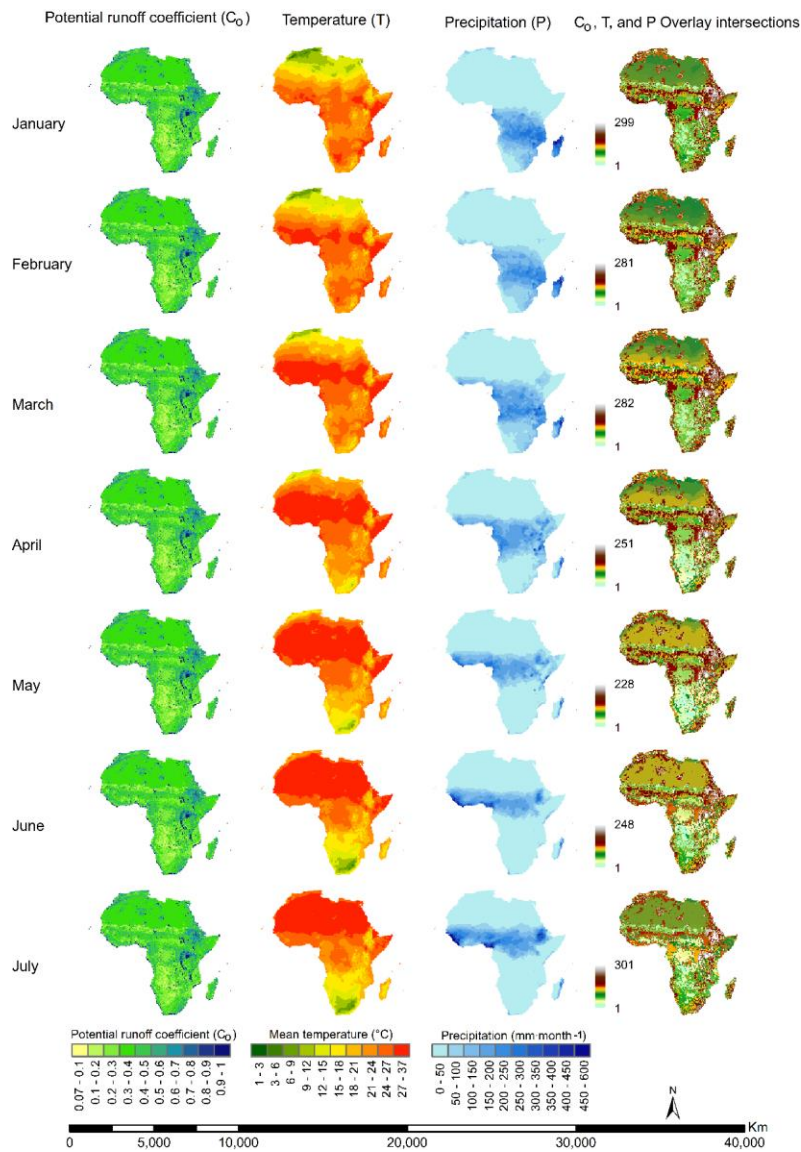 Potential runoff coefficient (Co) Temperature (T) Precipitation (P) Co, T, and P Overlay intersections
January
299
1
February
281
1
March
282
1
April
251
1
May
228
1
June
248
1
July
301
1
Potential runoff coefficient (Co) Mean temperature (°C) Precipitation (mm·month-1)
0.07 - 0.1
0.1 - 0.2
0.2 - 0.3
0.3 - 0.4
0.4 - 0.5
0.5 - 0.6
0.6 - 0.7
0.7 - 0.8
0.8 - 0.9
0.9 - 1
1 - 3
3 - 6
6 - 9
9 - 12
12 - 15
15 - 18
18 - 21
21 - 24
24 - 27
27 - 37
0 - 50
50 - 100
100 - 150
150 - 200
200 - 250
250 - 300
300 - 350
350 - 400
400 - 450
450 - 600
N
Km
0 5,000 10,000 20,000 30,000 40,000